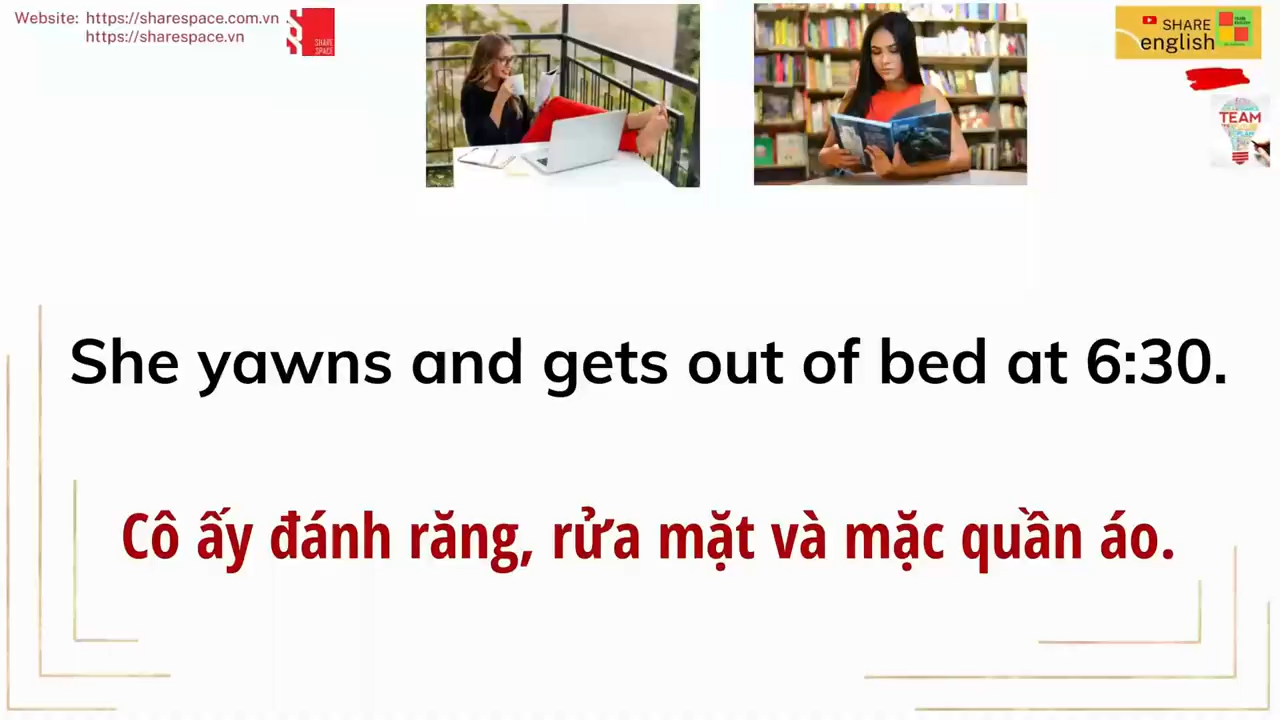 Website: https://sharespace.com.vn
https://sharespace.vn
SHARE
SPACE
SHARE
english
TEAM
She yawns and gets out of bed at 6:30.
Cô ấy đánh răng, rửa mặt và mặc quần áo.